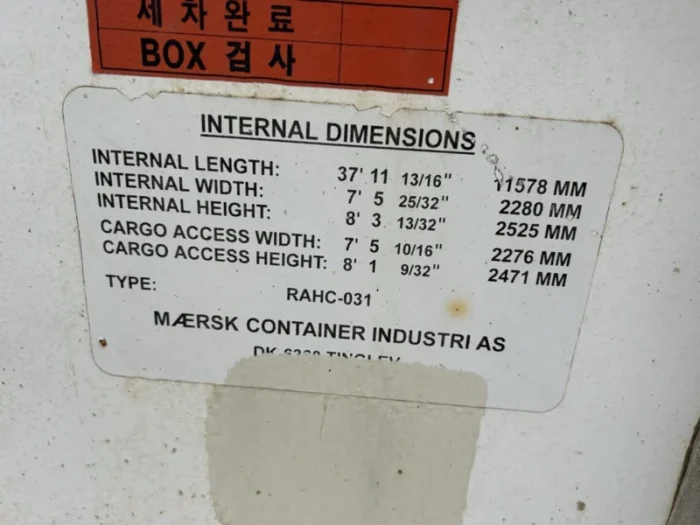 세차완료
BOX 검사
INTERNAL DIMENSIONS
INTERNAL LENGTH: 37' 11 13/16" 11578 MM
INTERNAL WIDTH: 7' 5 25/32" 2280 MM
INTERNAL HEIGHT: 8' 3 13/32" 2525 MM
CARGO ACCESS WIDTH: 7' 5 10/16" 2276 MM
CARGO ACCESS HEIGHT: 8' 1 9/32" 2471 MM
TYPE: RAHC-031
MÆRSK CONTAINER INDUSTRI AS
DK-6360 TINGLEV